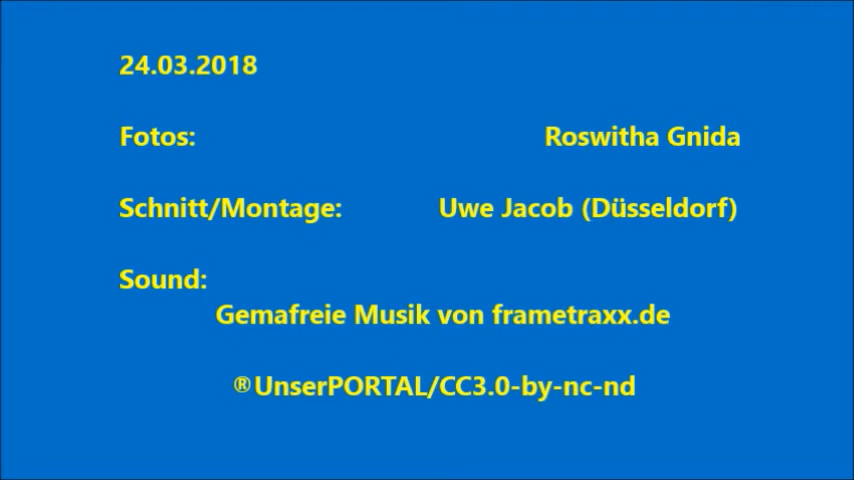 24.03.2018
Fotos: Roswitha Gnida
Schnitt/Montage: Uwe Jacob (Düsseldorf)
Sound:
Gemafreie Musik von frametraxx.de
®UnserPORTAL/CC3.0-by-nc-nd